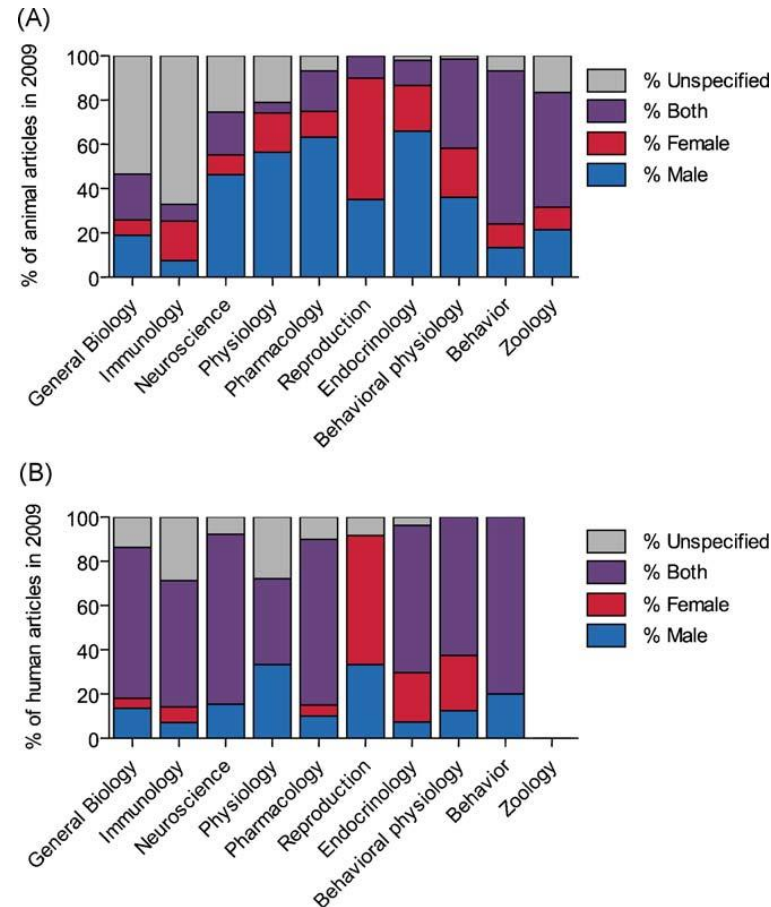 (A)
% of animal articles in 2009
100
80
60
40
20
0
% Unspecified
% Both
% Female
% Male
General Biology
Immunology
Neuroscience
Physiology
Pharmacology
Reproduction
Endocrinology
Behavioral physiology
Behavior
Zoology
(B)
% of human articles in 2009
100
80
60
40
20
0
% Unspecified
% Both
% Female
% Male
General Biology
Immunology
Neuroscience
Physiology
Pharmacology
Reproduction
Endocrinology
Behavioral physiology
Behavior
Zoology